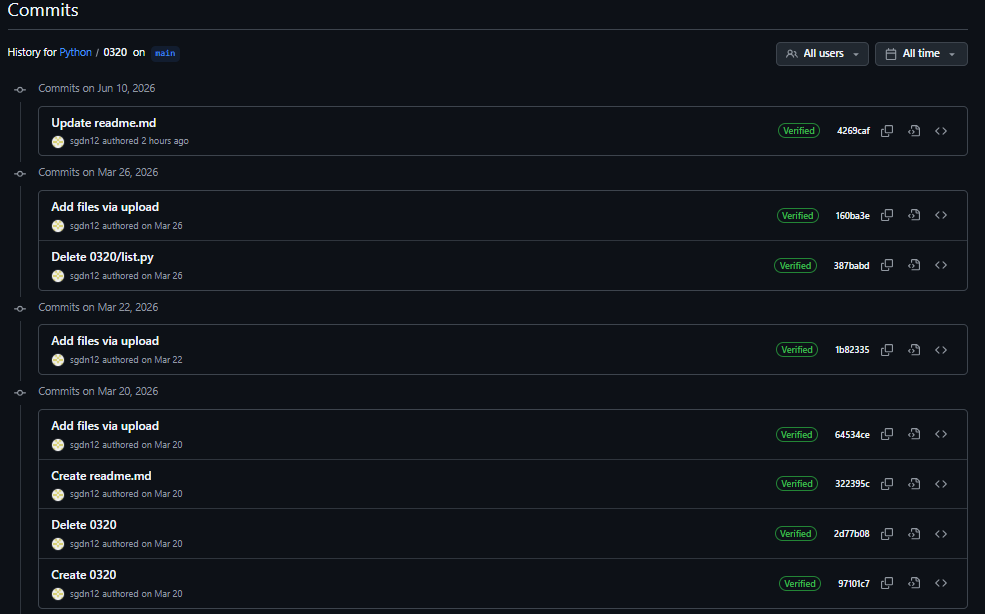 Commits
History for Python / 0320 on main
All users
All time
Commits on Jun 10, 2026
Update readme.md
Verified
4269caf
sgdn12 authored 2 hours ago
Commits on Mar 26, 2026
Add files via upload
Verified
160ba3e
sgdn12 authored on Mar 26
Delete 0320/list.py
Verified
387babd
sgdn12 authored on Mar 26
Commits on Mar 22, 2026
Add files via upload
Verified
1b82335
sgdn12 authored on Mar 22
Commits on Mar 20, 2026
Add files via upload
Verified
64534ce
sgdn12 authored on Mar 20
Create readme.md
Verified
322395c
sgdn12 authored on Mar 20
Delete 0320
Verified
2d77b08
sgdn12 authored on Mar 20
Create 0320
Verified
97101c7
sgdn12 authored on Mar 20